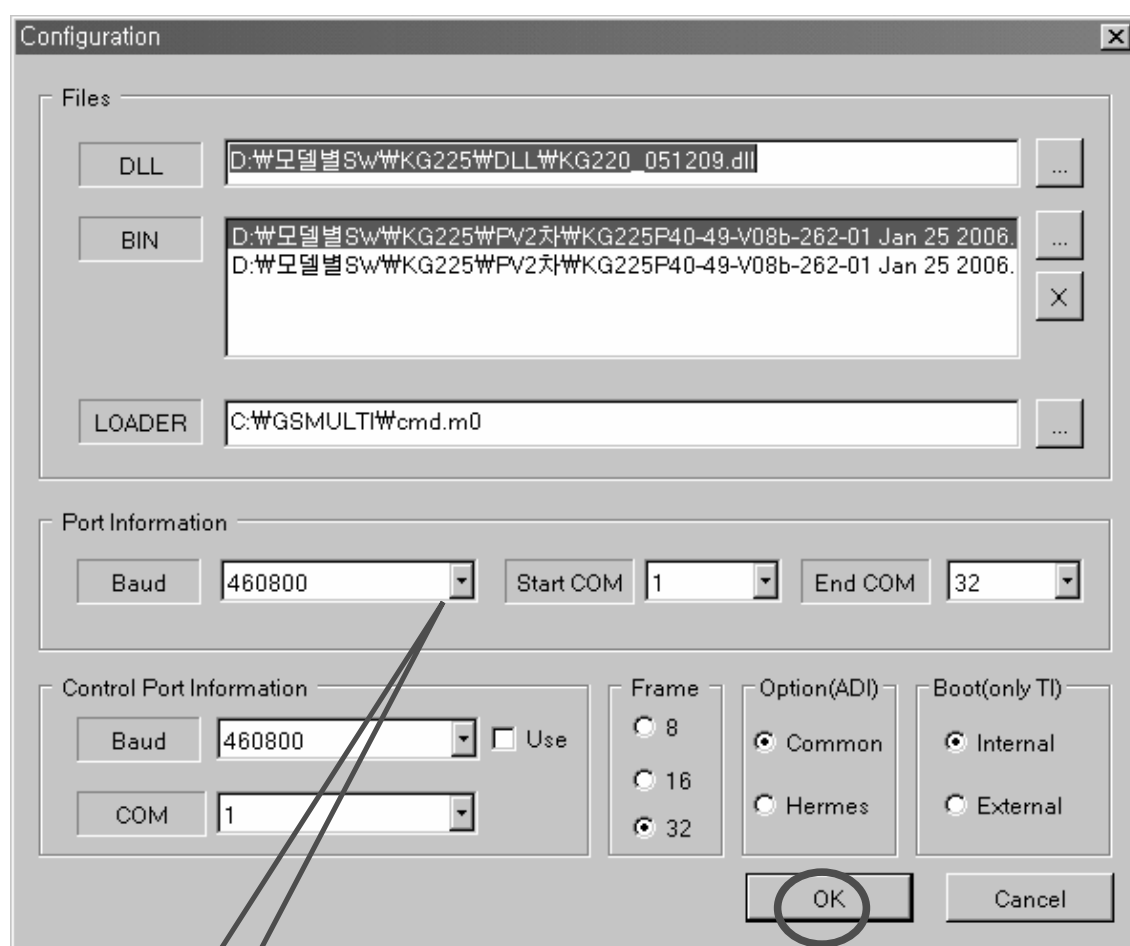 Configuration
Files
DLL
D:₩모델별SW₩KG225₩DLL₩KG220_051209.dll
...
BIN
D:₩모델별SW₩KG225₩PV2차₩KG225P40-49-V08b-262-01 Jan 25 2006.
...
D:₩모델별SW₩KG225₩PV2차₩KG225P40-49-V08b-262-01 Jan 25 2006.
X
LOADER
C:₩GSMULTI₩cmd.m0
...
Port Information
Baud
460800
Start COM
1
End COM
32
Control Port Information
Baud
460800
Use
COM
1
Frame
8
16
32
Option(ADI)
Common
Hermes
Boot(only TI)
Internal
External
OK
Cancel